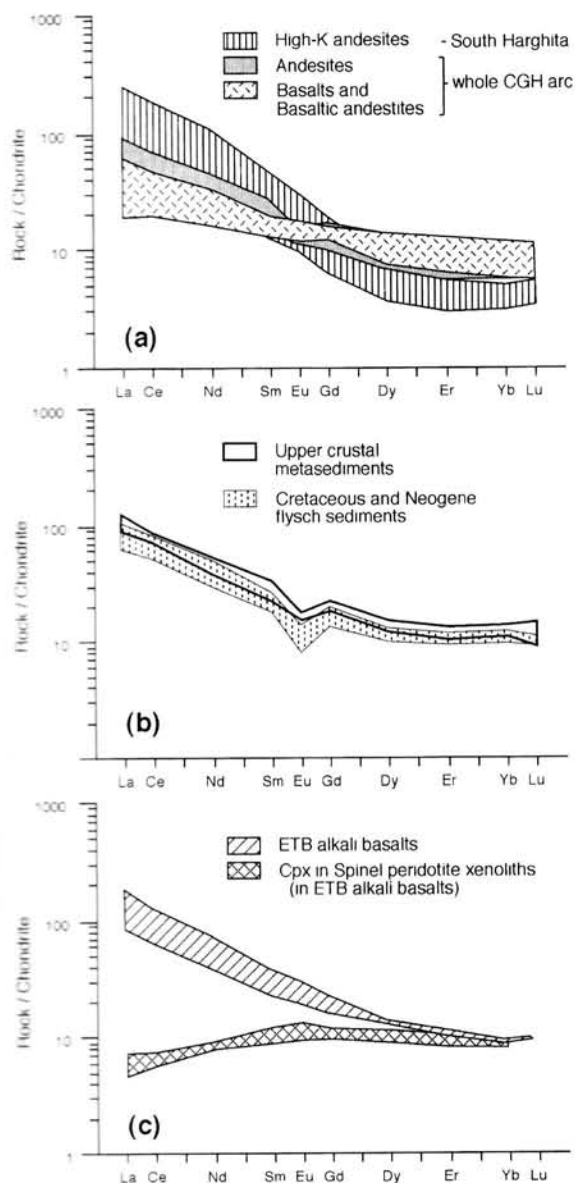 1000
High-K andesites - South Harghita
Andesites
whole CGH arc
Basalts and
Basaltic andestites
100
Rock / Chondrite
10
(a)
1
La Ce Nd Sm Eu Gd Dy Er Yb Lu
1000
Upper crustal
metasediments
Cretaceous and Neogene
flysch sediments
100
Rock / Chondrite
10
(b)
La Ce Nd Sm Eu Gd Dy Er Yb Lu
1000
ETB alkali basalts
Cpx in Spinel peridotite xenoliths
(in ETB alkali basalts)
100
Rock / Chondrite
10
(c)
1
La Ce Nd Sm Eu Gd Dy Er Yb Lu